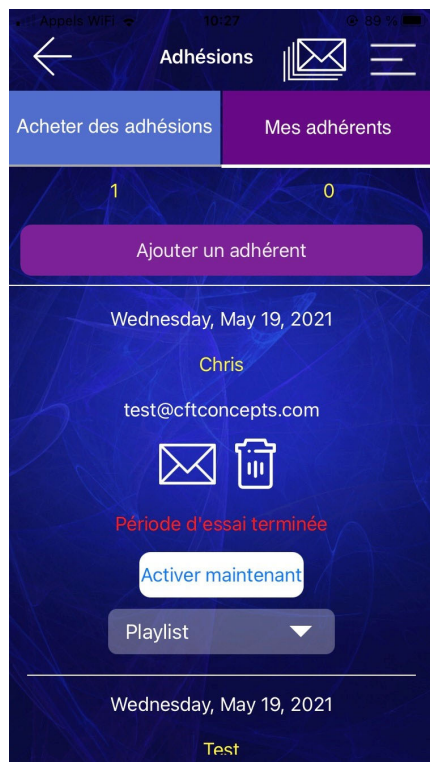 Appels WiFi 10:27 89 %
Adhésions
Acheter des adhésions Mes adhérents
1 0
Ajouter un adhérent
Wednesday, May 19, 2021
Chris
test@cftconcepts.com
Période d'essai terminée
Activer maintenant
Playlist
Wednesday, May 19, 2021
Test